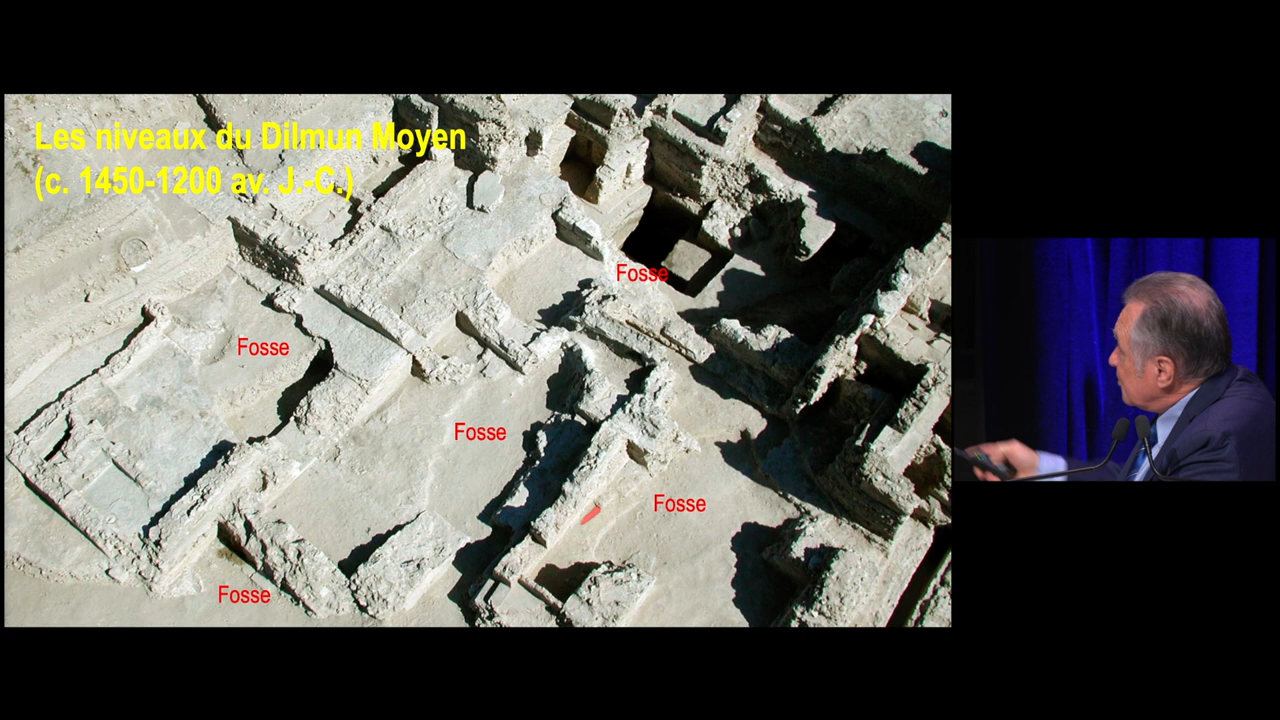 Les niveaux du Dilmun Moyen
(c. 1450-1200 av. J.-C.)
Fosse
Fosse
Fosse
Fosse
Fosse